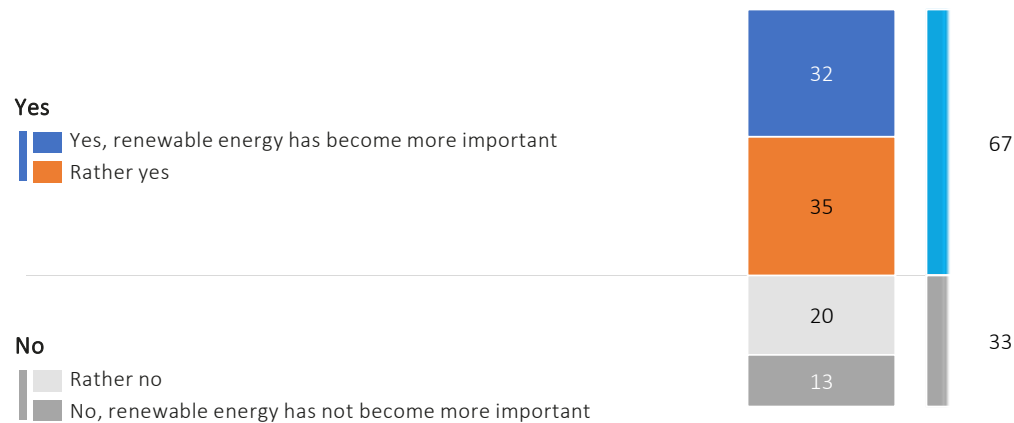 32
Yes
Yes, renewable energy has become more important
67
Rather yes
35
20
No
33
Rather no
13
No, renewable energy has not become more important